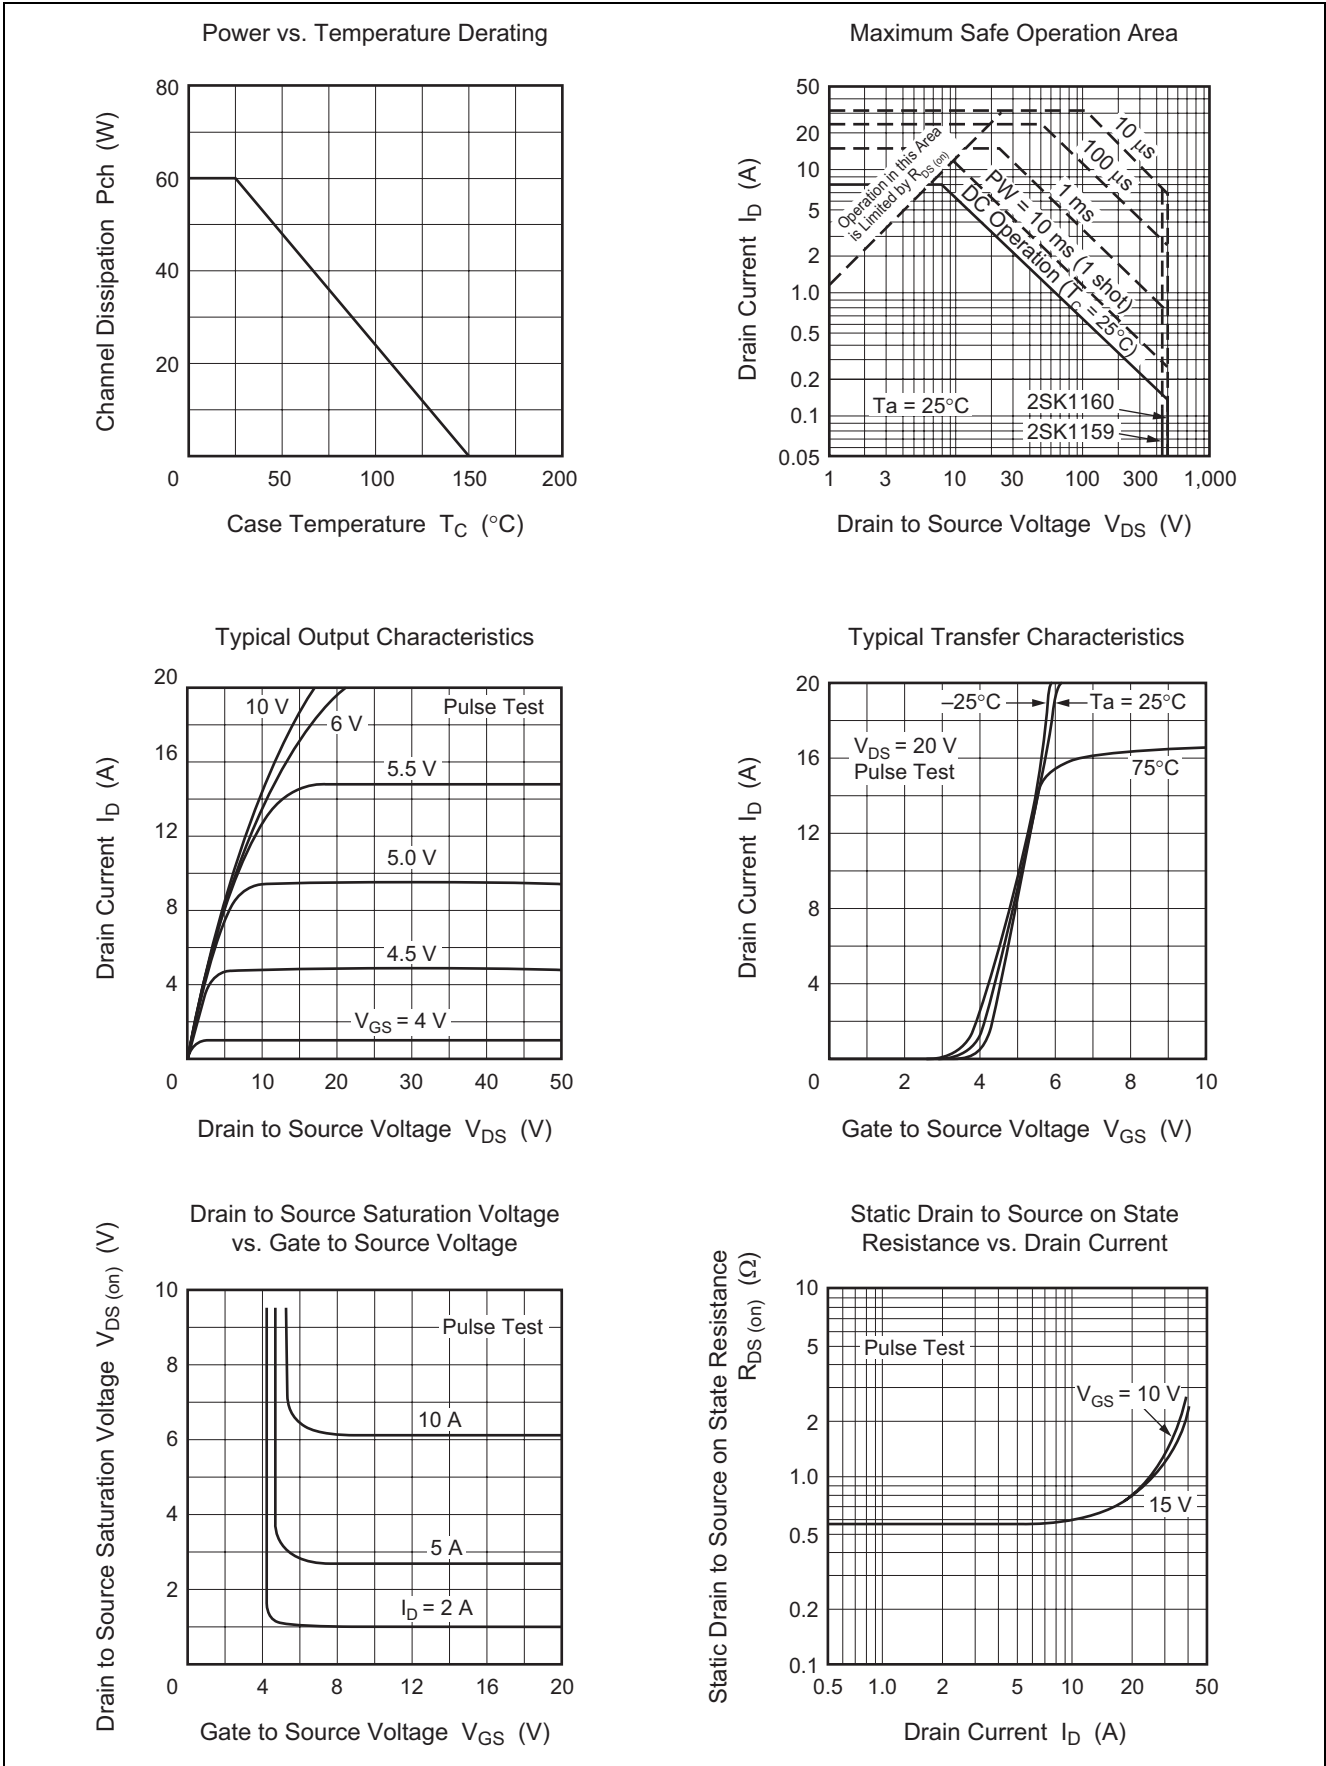 Power vs. Temperature Derating
Channel Dissipation Pch (W)
80
60
40
20
0
50
100
150
200
Case Temperature TC (°C)
Maximum Safe Operation Area
Drain Current ID (A)
50
20
10
5
2
1.0
0.5
0.2
0.1
0.05
Operation in this Area
is Limited by RDS (on)
10 μs
100 μs
1 ms
PW = 10 ms (1 shot)
DC Operation (TC = 25°C)
Ta = 25°C
2SK1160
2SK1159
1
3
10
30
100
300
1,000
Drain to Source Voltage VDS (V)
Typical Output Characteristics
Drain Current ID (A)
20
16
12
8
4
0
10 V
6 V
Pulse Test
5.5 V
5.0 V
4.5 V
VGS = 4 V
10
20
30
40
50
Drain to Source Voltage VDS (V)
Typical Transfer Characteristics
Drain Current ID (A)
20
16
12
8
4
0
–25°C
Ta = 25°C
VDS = 20 V
Pulse Test
75°C
2
4
6
8
10
Gate to Source Voltage VGS (V)
Drain to Source Saturation Voltage
vs. Gate to Source Voltage
Drain to Source Saturation Voltage VDS (on) (V)
10
8
6
4
2
0
Pulse Test
10 A
5 A
ID = 2 A
4
8
12
16
20
Gate to Source Voltage VGS (V)
Static Drain to Source on State
Resistance vs. Drain Current
Static Drain to Source on State Resistance
RDS (on) (Ω)
10
5
2
1.0
0.5
0.2
0.1
Pulse Test
VGS = 10 V
15 V
0.5
1.0
2
5
10
20
50
Drain Current ID (A)